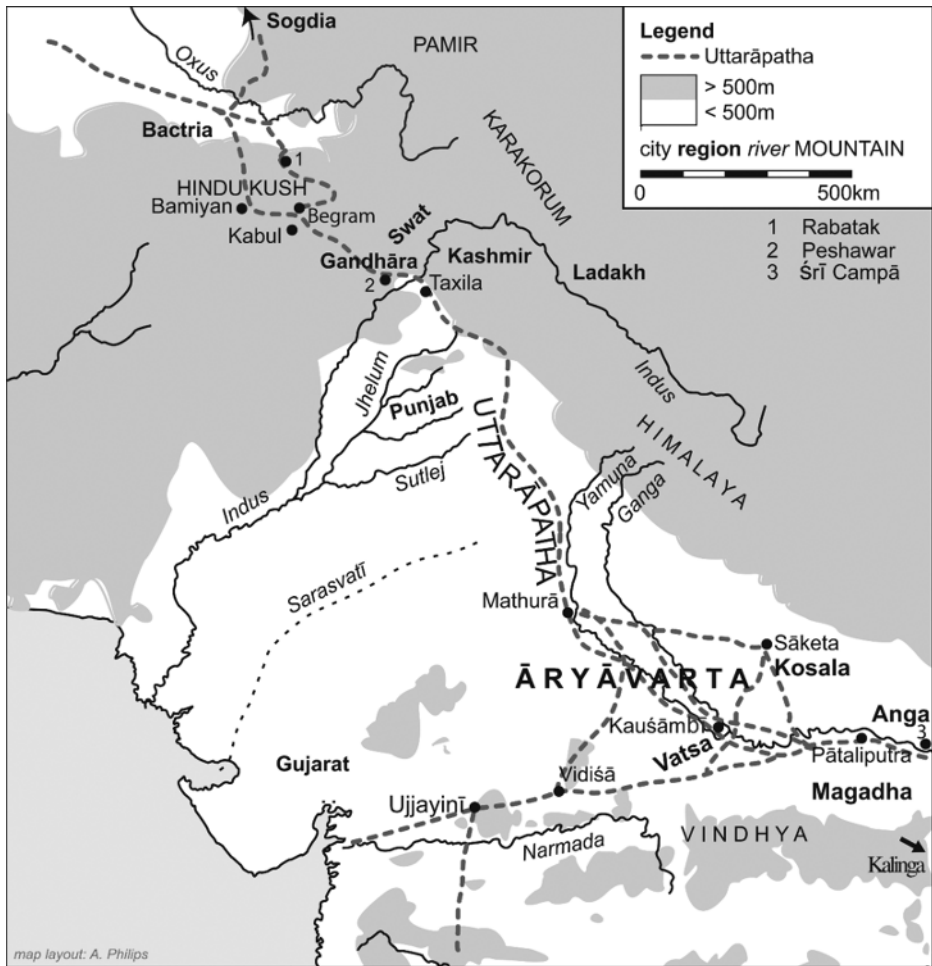 Sogdia
PAMIR
Oxus
Bactria
KARAKORUM
1
HINDU KUSH
Bamiyan
Begram
Kabul
Swat
Gandhāra
Kashmir
Ladakh
2
Taxila
Legend
Uttarāpatha
> 500m
< 500m
city region river MOUNTAIN
0 500km
1 Rabatak
2 Peshawar
3 Śrī Campā
Jhelum
Punjab
Indus
UTTARĀPATHA
HIMALAYA
Yamuna
Ganga
Indus
Sutlej
Sarasvatī
Mathurā
Sāketa
ĀRYĀVARTA
Kosala
Kauśāmbī
Anga
3
Vatsa
Pātaliputra
Gujarat
Vidiśā
Magadha
Ujjayinī
VINDHYA
Narmada
Kalinga
map layout: A. Philips